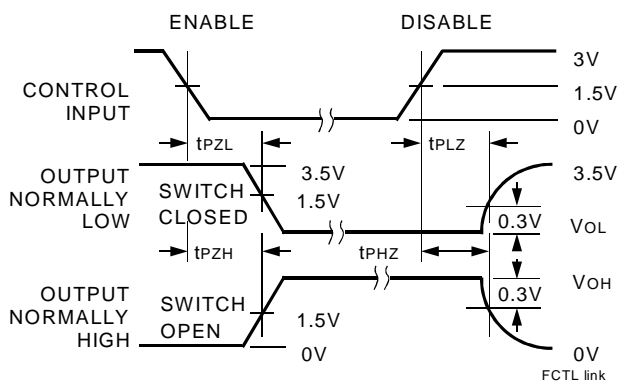 ENABLE DISABLE
3V
CONTROL INPUT
1.5V
0V
tPZL tPLZ
OUTPUT NORMALLY LOW
SWITCH CLOSED
3.5V
1.5V
3.5V
0.3V
VOL
tPZH tPHZ
OUTPUT NORMALLY HIGH
SWITCH OPEN
1.5V
0V
0.3V
VOH
0V
FCTL link